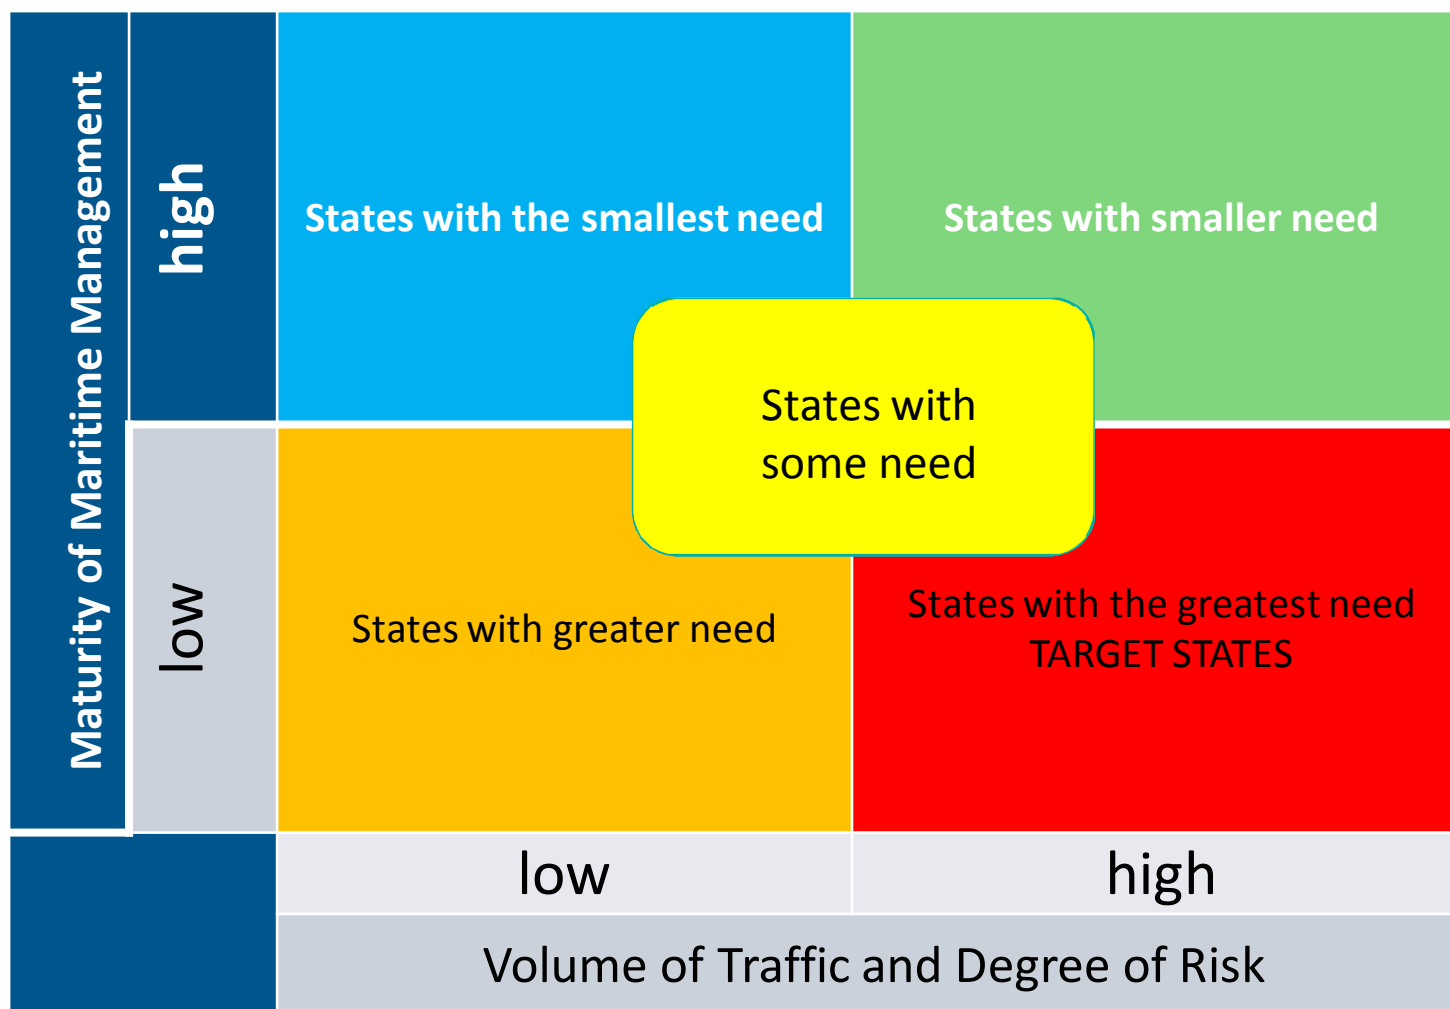 Maturity of Maritime Management
high
States with the smallest need
States with smaller need
States with
some need
low
States with greater need
States with the greatest need
TARGET STATES
low
high
Volume of Traffic and Degree of Risk